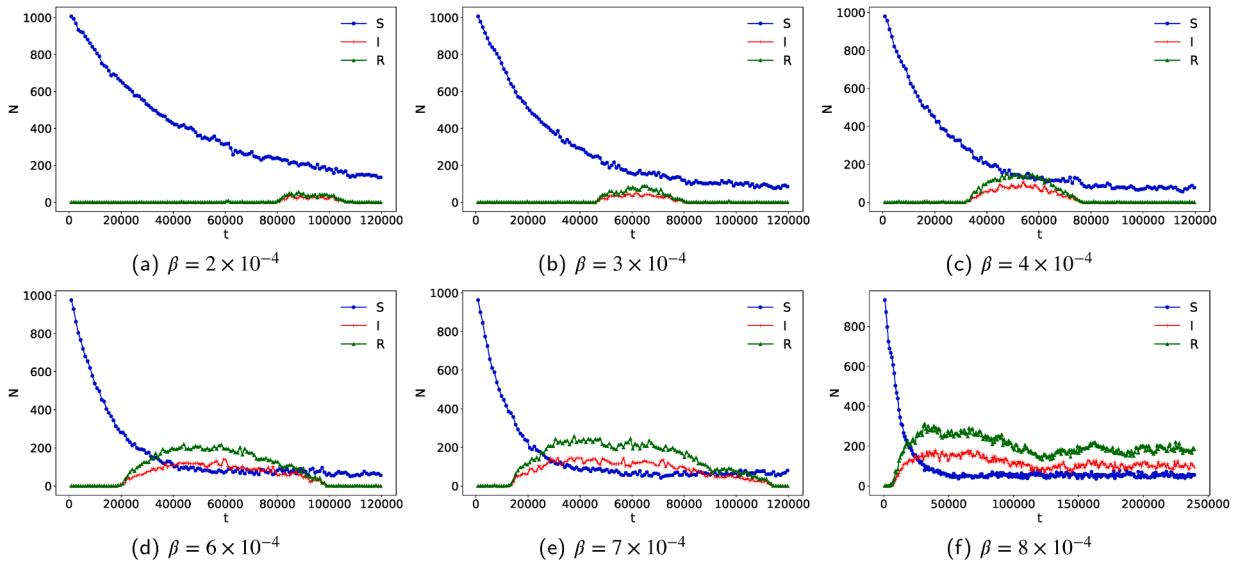 1000
800
600
400
200
0
N
S
I
R
0 20000 40000 60000 80000 100000 120000
t
(a) β = 2 × 10⁻⁴
1000
800
600
400
200
0
N
S
I
R
0 20000 40000 60000 80000 100000 120000
t
(b) β = 3 × 10⁻⁴
1000
800
600
400
200
0
N
S
I
R
0 20000 40000 60000 80000 100000 120000
t
(c) β = 4 × 10⁻⁴
1000
800
600
400
200
0
N
S
I
R
0 20000 40000 60000 80000 100000 120000
t
(d) β = 6 × 10⁻⁴
1000
800
600
400
200
0
N
S
I
R
0 20000 40000 60000 80000 100000 120000
t
(e) β = 7 × 10⁻⁴
800
600
400
200
0
N
S
I
R
0 50000 100000 150000 200000 250000
t
(f) β = 8 × 10⁻⁴